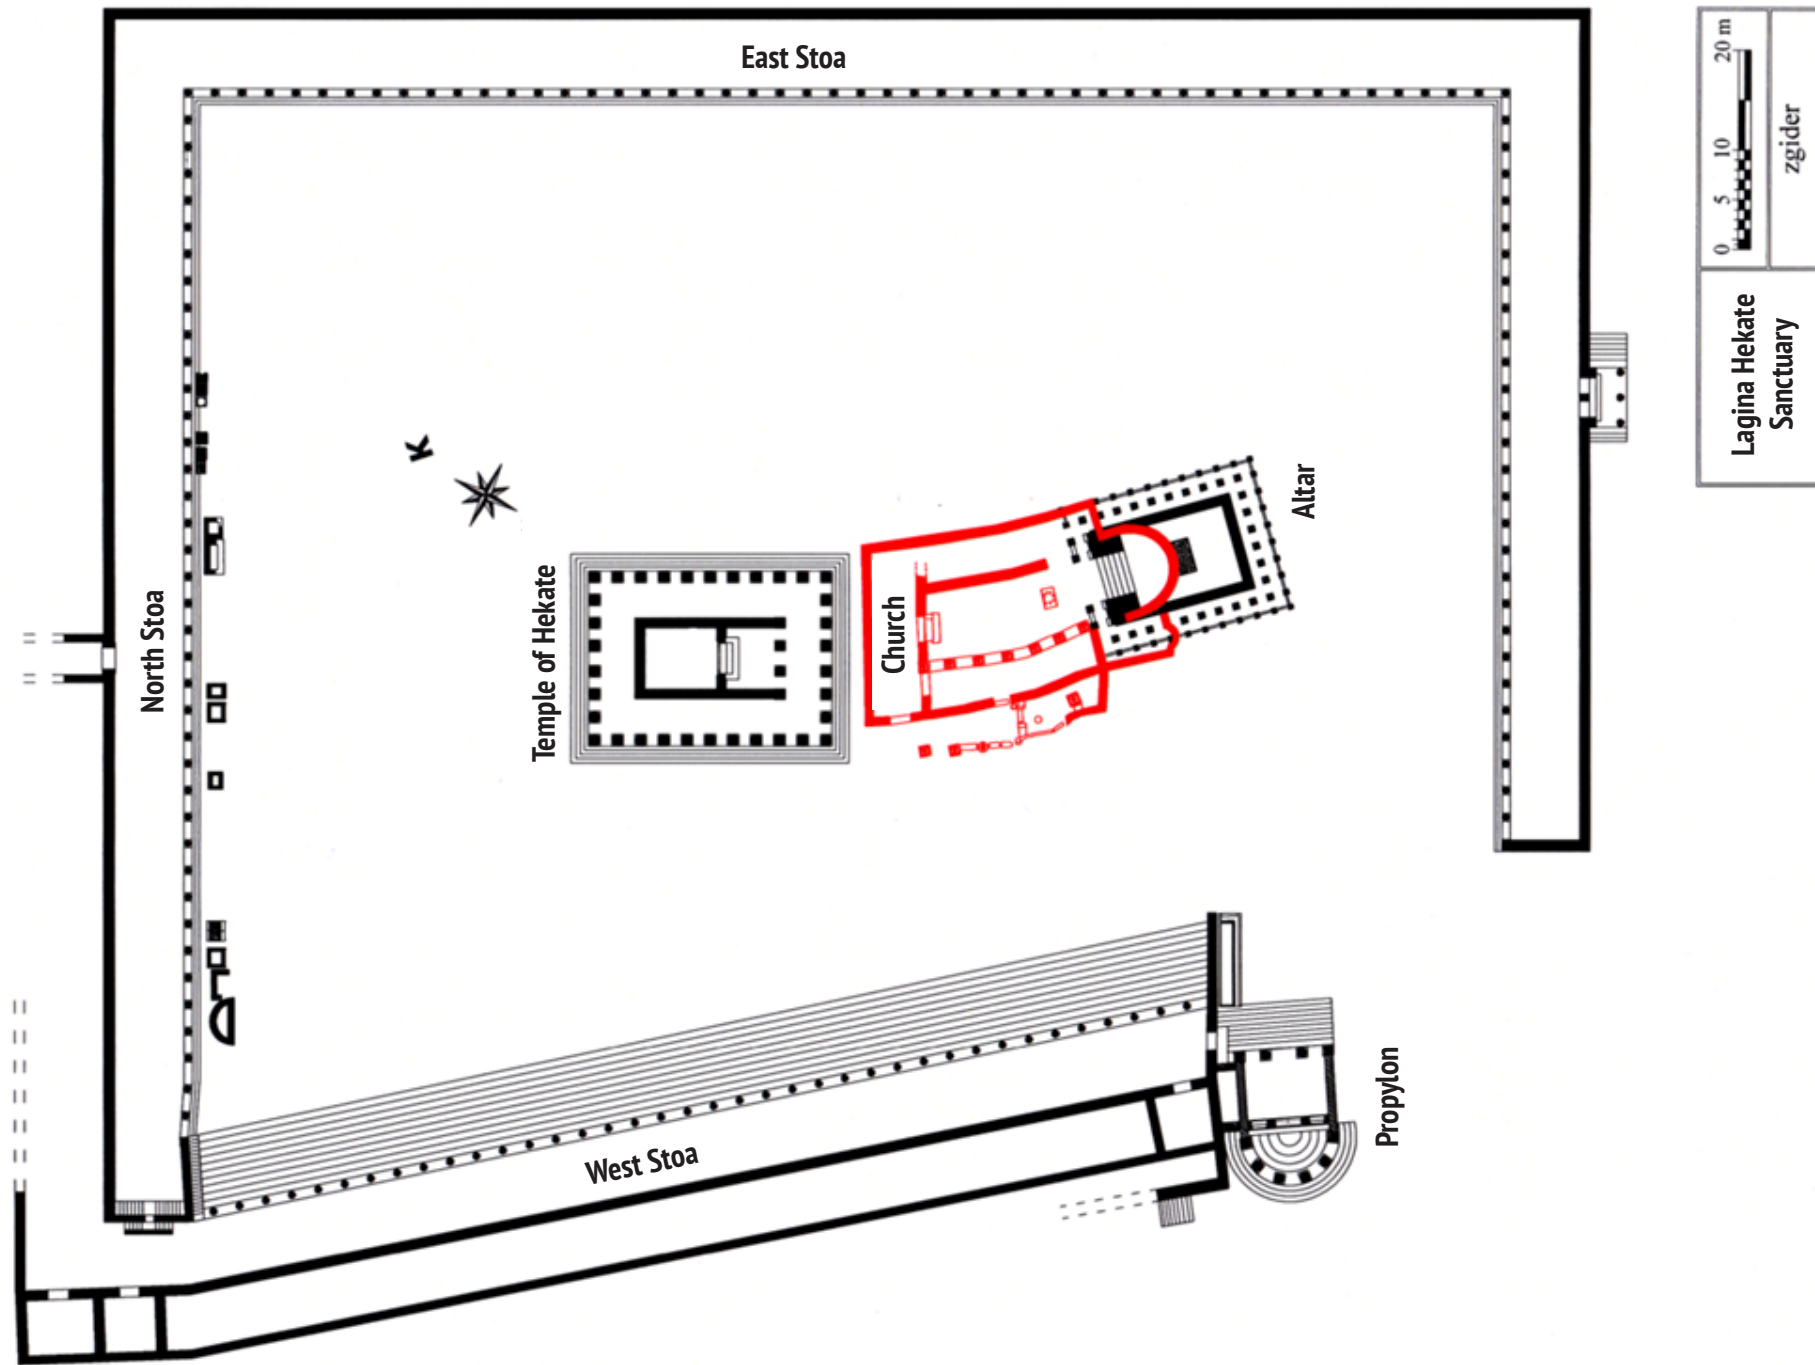 East Stoa
North Stoa
K
Temple of Hekate
Church
Altar
West Stoa
Propylon
0 5 10 20 m
zgider
Lagina Hekate
Sanctuary